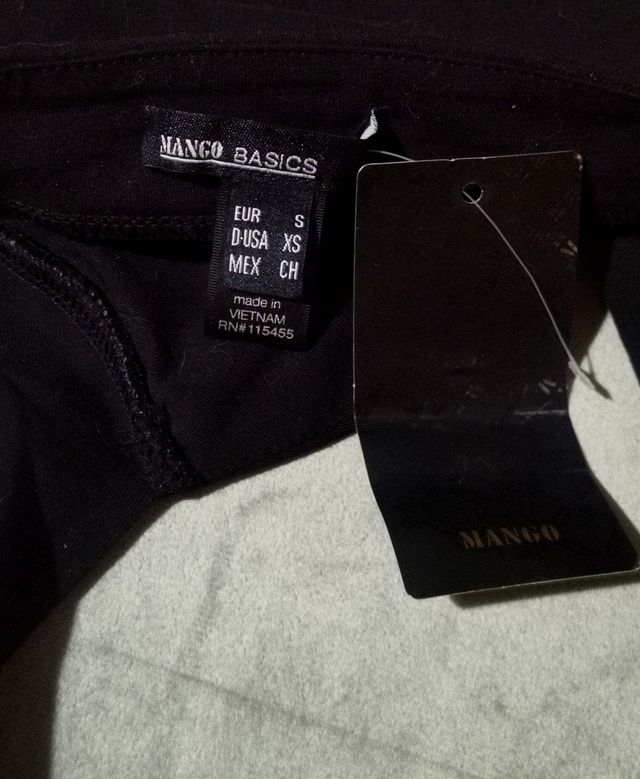 MANGO BASICS
EUR S
D·USA XS
MEX CH
made in
VIETNAM
RN#115455
MANGO